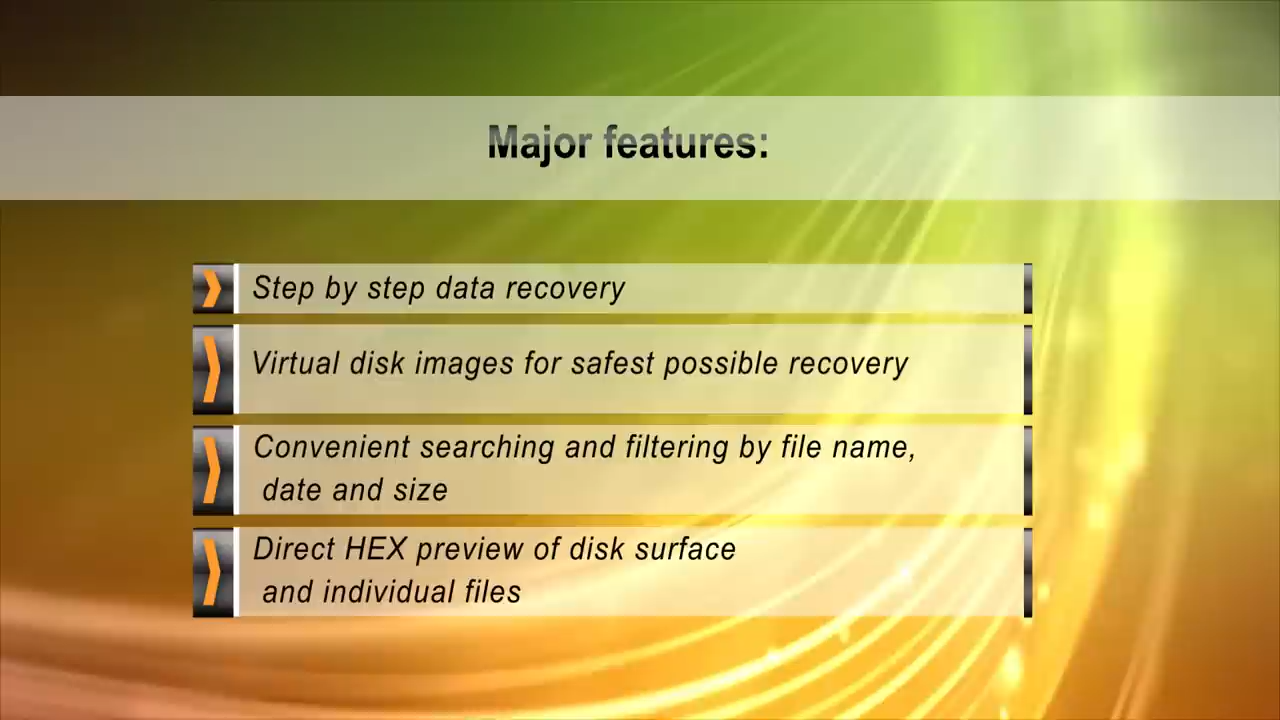 Major features:
Step by step data recovery
Virtual disk images for safest possible recovery
Convenient searching and filtering by file name,
date and size
Direct HEX preview of disk surface
and individual files